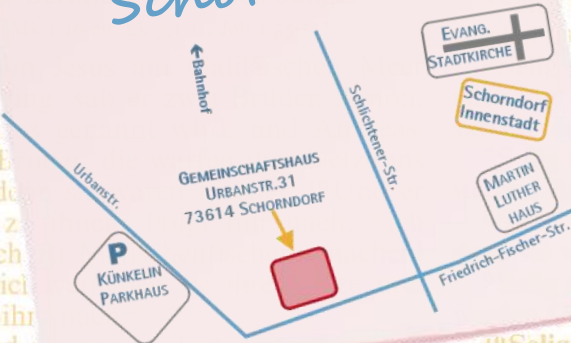 EVANG.
STADTKIRCHE
←Bahnhof
Schorndorf
Innenstadt
Schlichtener-Str.
Urbanstr.
GEMEINSCHAFTSHAUS
URBANSTR.31
73614 SCHORNDORF
MARTIN
LUTHER
HAUS
P
KÜNKELIN
PARKHAUS
Friedrich-Fischer-Str.